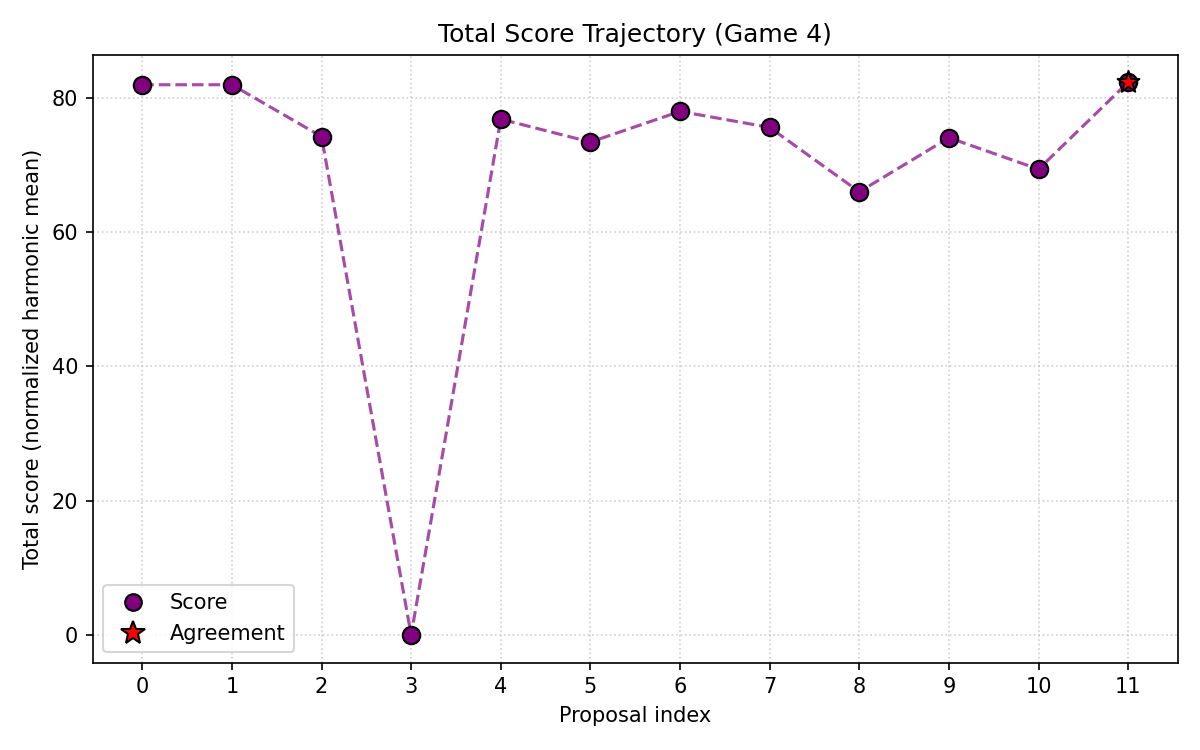 Total Score Trajectory (Game 4)
Total score (normalized harmonic mean)
80
60
40
20
0
Score
Agreement
0 1 2 3 4 5 6 7 8 9 10 11
Proposal index